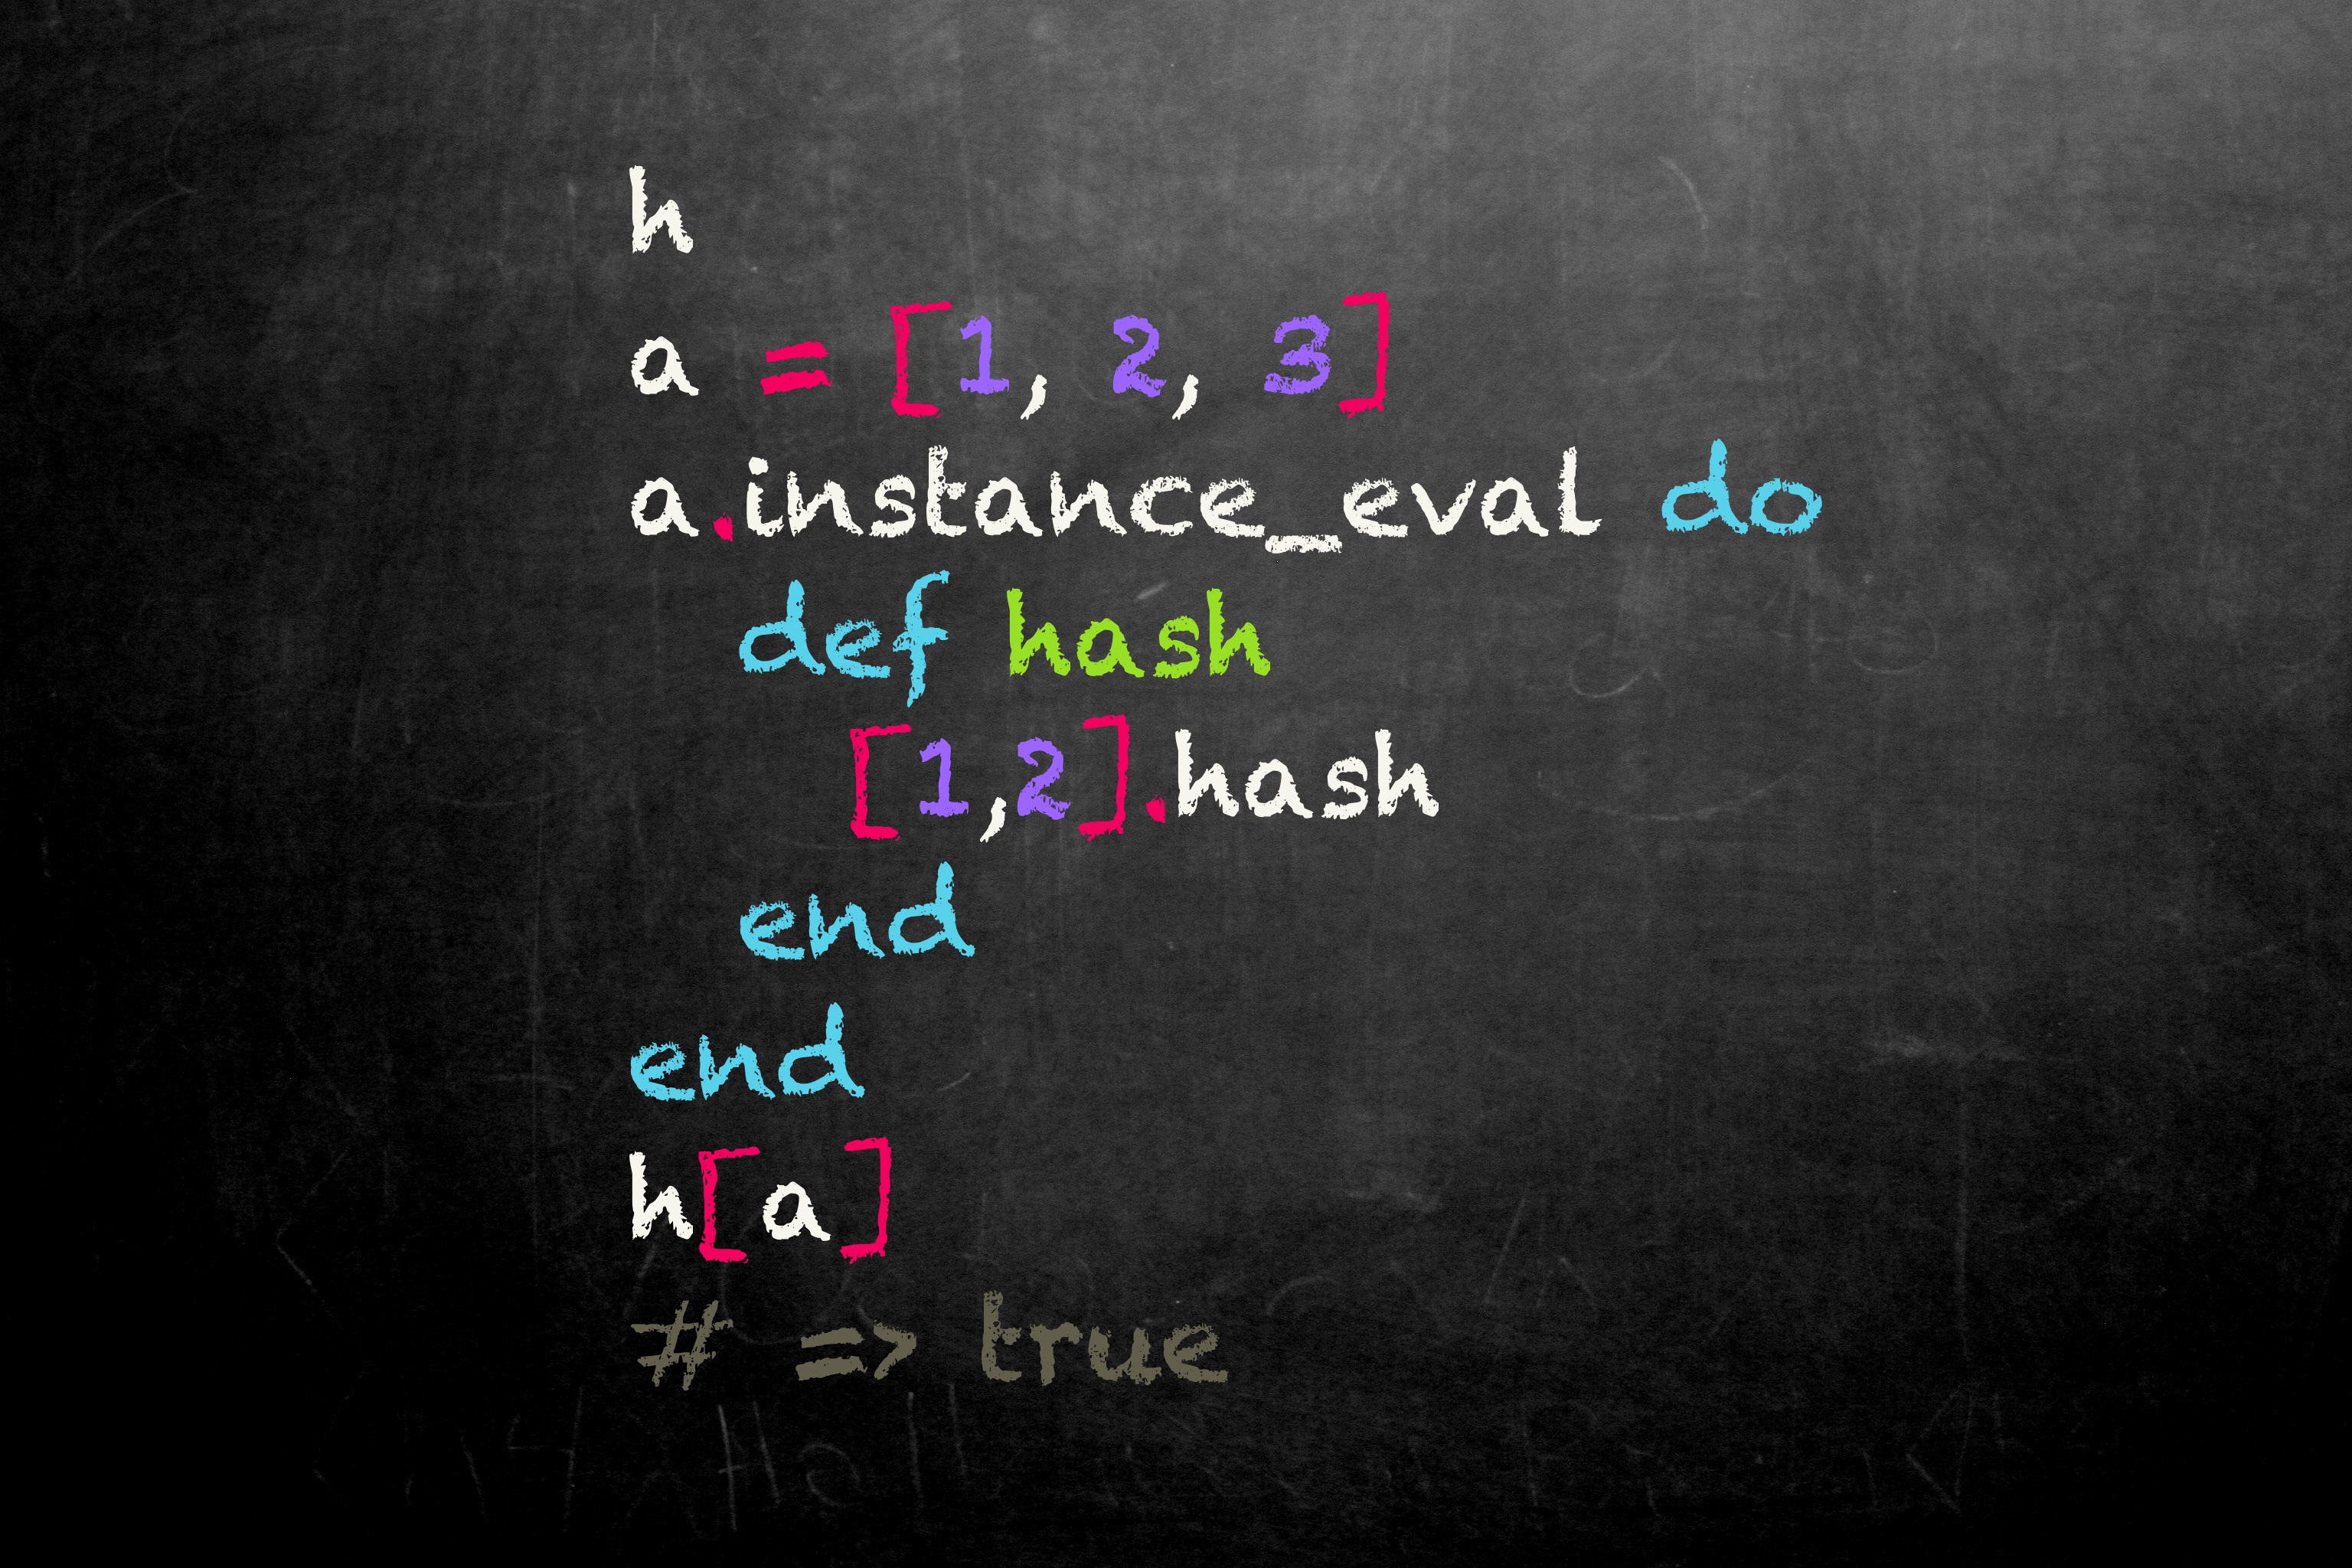 h
a = [1, 2, 3]
a.instance_eval do
  def hash
    [1,2].hash
  end
end
h[a]
# => true